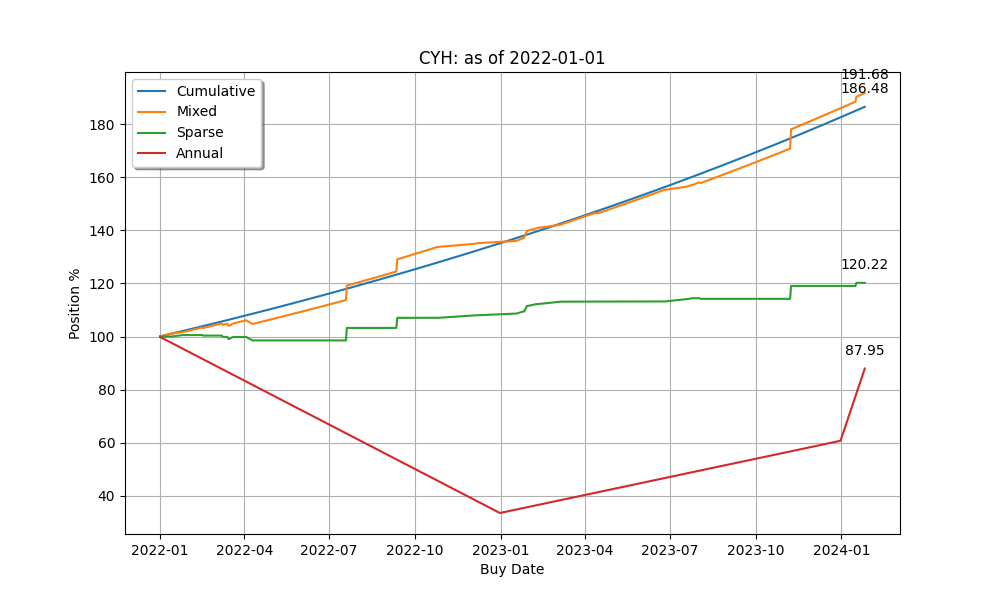 CYH: as of 2022-01-01
Cumulative
Mixed
Sparse
Annual
191.68
186.48
120.22
87.95
Position %
180
160
140
120
100
80
60
40
2022-01 2022-04 2022-07 2022-10 2023-01 2023-04 2023-07 2023-10 2024-01
Buy Date